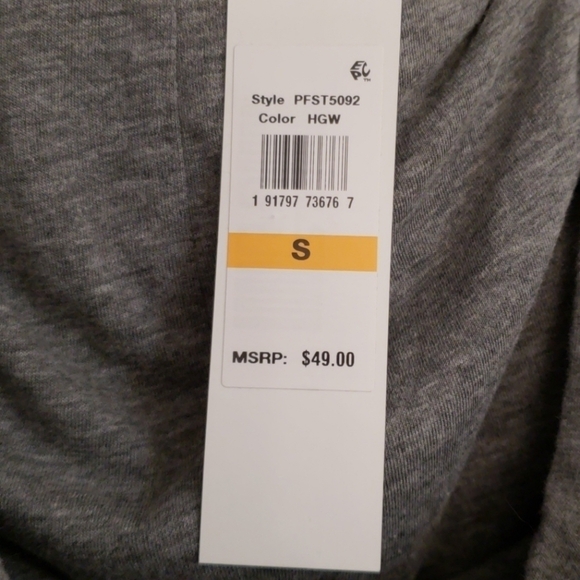 Style PFST5092
Color HGW
1 91797 73676 7
S
MSRP: $49.00